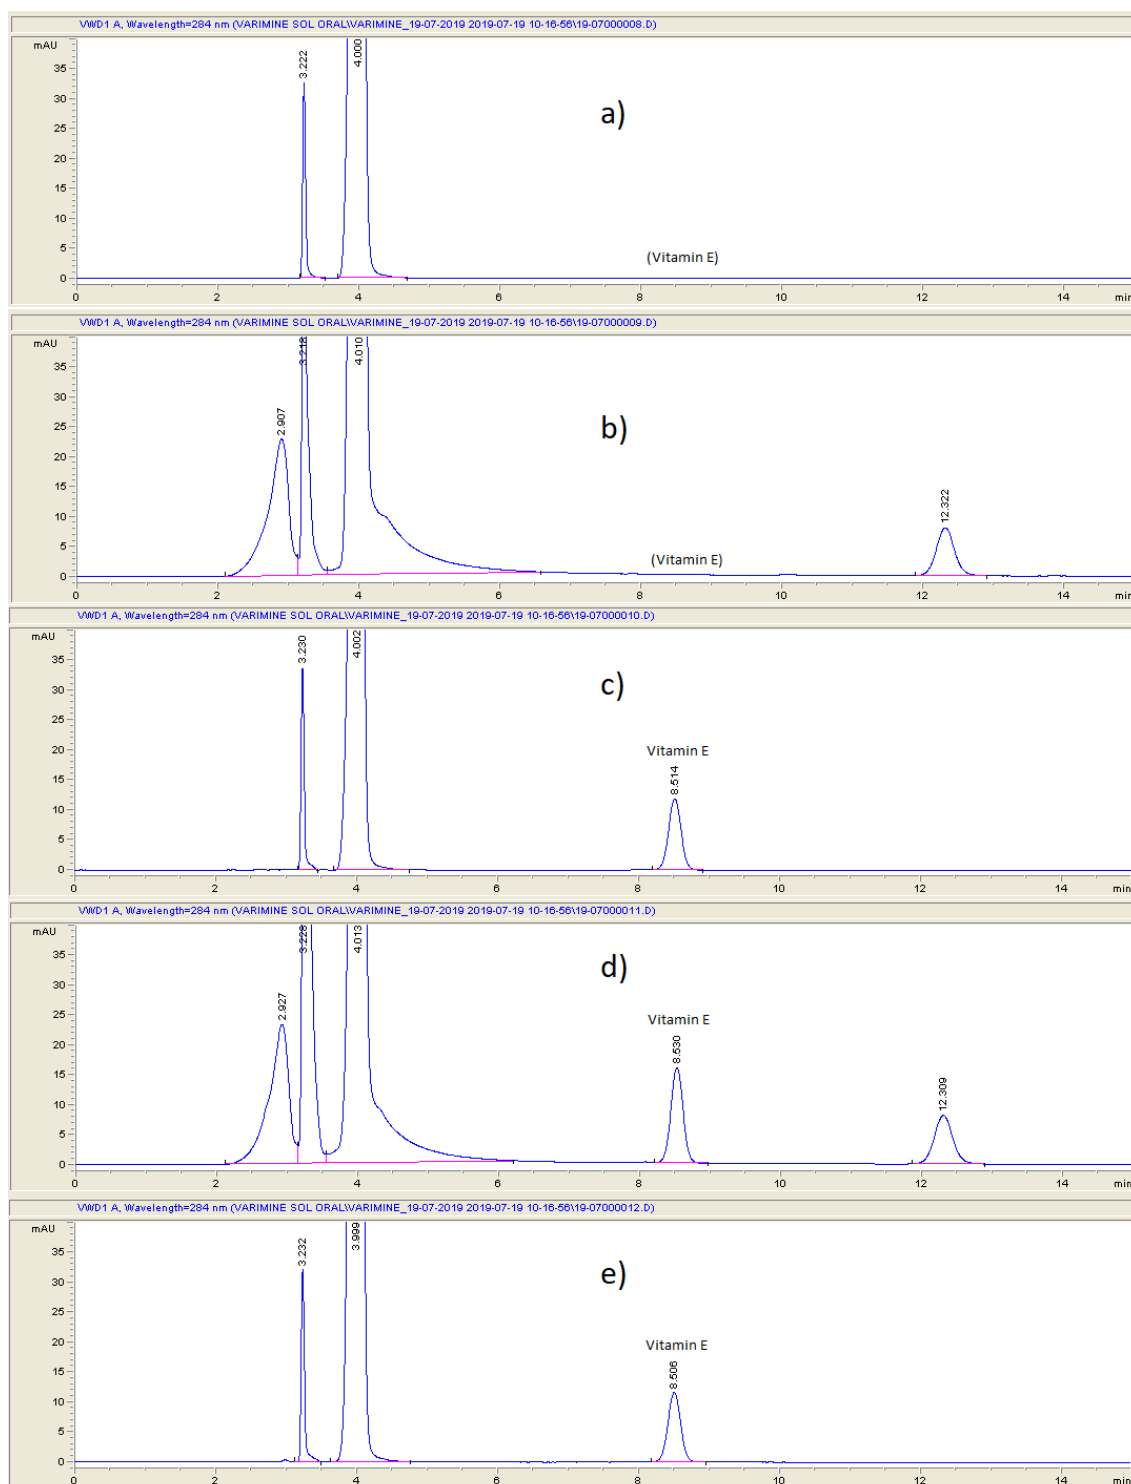 VWD1 A, Wavelength=284 nm (VARIMINE SOL ORAL\VARIMINE_19-07-2019 2019-07-19 10-16-56\19-07000008.D)
mAU
3.222
4.000
35
30
25
20
15
10
5
0
a)
(Vitamin E)
0 2 4 6 8 10 12 14 min
VWD1 A, Wavelength=284 nm (VARIMINE SOL ORAL\VARIMINE_19-07-2019 2019-07-19 10-16-56\19-07000009.D)
mAU
2.907
3.218
4.010
12.322
35
30
25
20
15
10
5
0
b)
(Vitamin E)
0 2 4 6 8 10 12 14 min
VWD1 A, Wavelength=284 nm (VARIMINE SOL ORAL\VARIMINE_19-07-2019 2019-07-19 10-16-56\19-07000010.D)
mAU
3.230
4.002
35
30
25
20
15
10
5
0
c)
Vitamin E
8.514
0 2 4 6 8 10 12 14 min
VWD1 A, Wavelength=284 nm (VARIMINE SOL ORAL\VARIMINE_19-07-2019 2019-07-19 10-16-56\19-07000011.D)
mAU
2.927
3.228
4.013
35
30
25
20
15
10
5
0
d)
Vitamin E
8.530
12.309
0 2 4 6 8 10 12 14 min
VWD1 A, Wavelength=284 nm (VARIMINE SOL ORAL\VARIMINE_19-07-2019 2019-07-19 10-16-56\19-07000012.D)
mAU
3.232
3.999
35
30
25
20
15
10
5
0
e)
Vitamin E
8.506
0 2 4 6 8 10 12 14 min